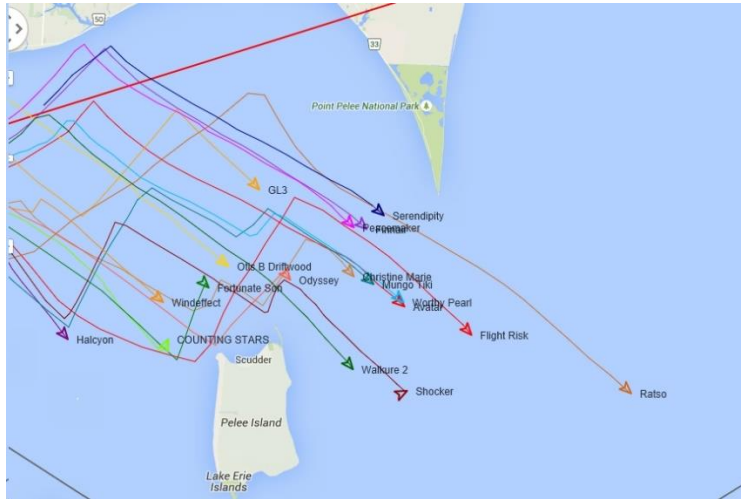 50
33
Point Pelee National Park
GL3
Serendipity
Peacemaker
Finnair
Otis B Driftwood
Christine Marie
Fortunate Son
Odyssey
Mungo Tiki
Windeffect
Worthy Pearl
Avatar
Flight Risk
Halcyon
COUNTING STARS
Scudder
Walkure 2
Shocker
Ratso
Pelee Island
Lake Erie
Islands